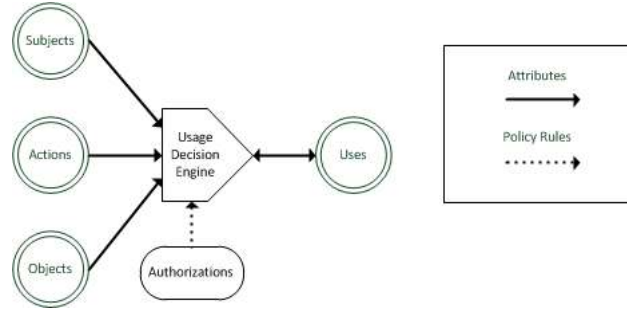 Subjects
Actions
Objects
Usage
Decision
Engine
Uses
Authorizations
Attributes
Policy Rules